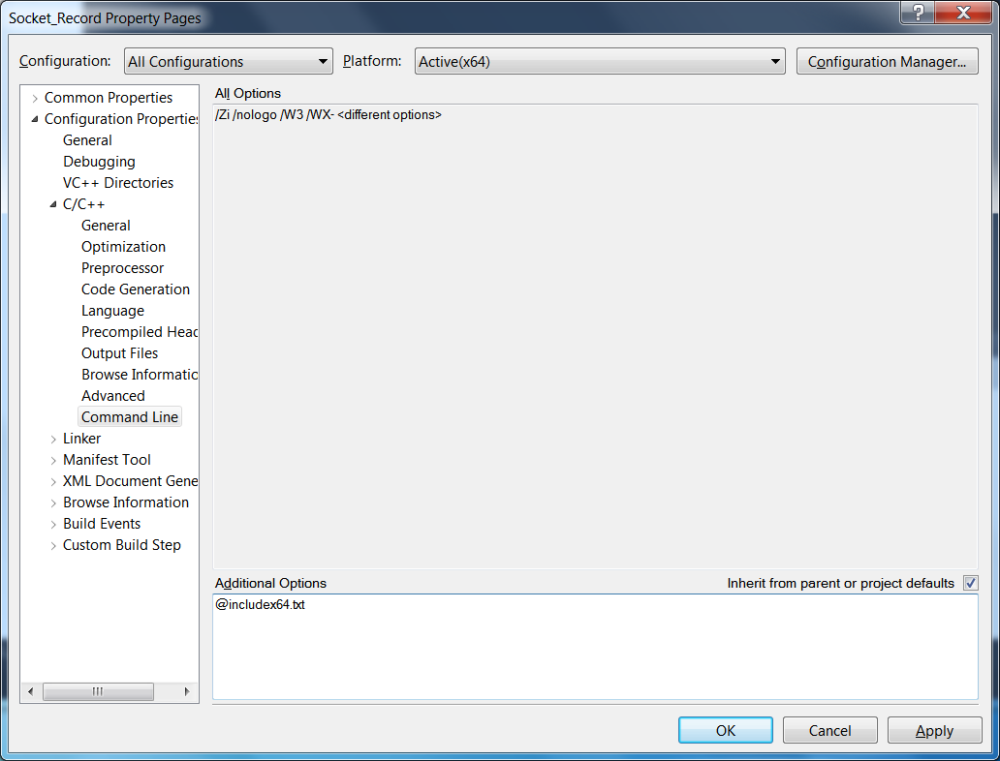 Socket_Record Property Pages
Configuration: All Configurations Platform: Active(x64) Configuration Manager...
Common Properties
Configuration Propertie
General
Debugging
VC++ Directories
C/C++
General
Optimization
Preprocessor
Code Generation
Language
Precompiled Head
Output Files
Browse Informatic
Advanced
Command Line
Linker
Manifest Tool
XML Document Gene
Browse Information
Build Events
Custom Build Step
All Options
/Zi /nologo /W3 /WX- <different options>
Additional Options Inherit from parent or project defaults
@includex64.txt
OK Cancel Apply